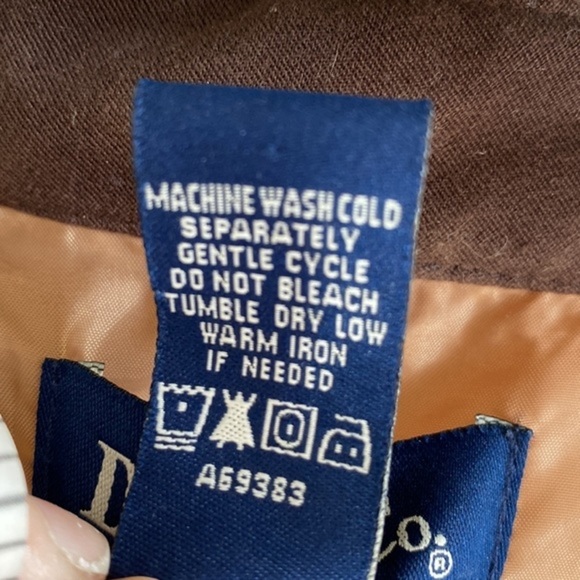 MACHINE WASH COLD
SEPARATELY
GENTLE CYCLE
DO NOT BLEACH
TUMBLE DRY LOW
WARM IRON
IF NEEDED
A69383
®